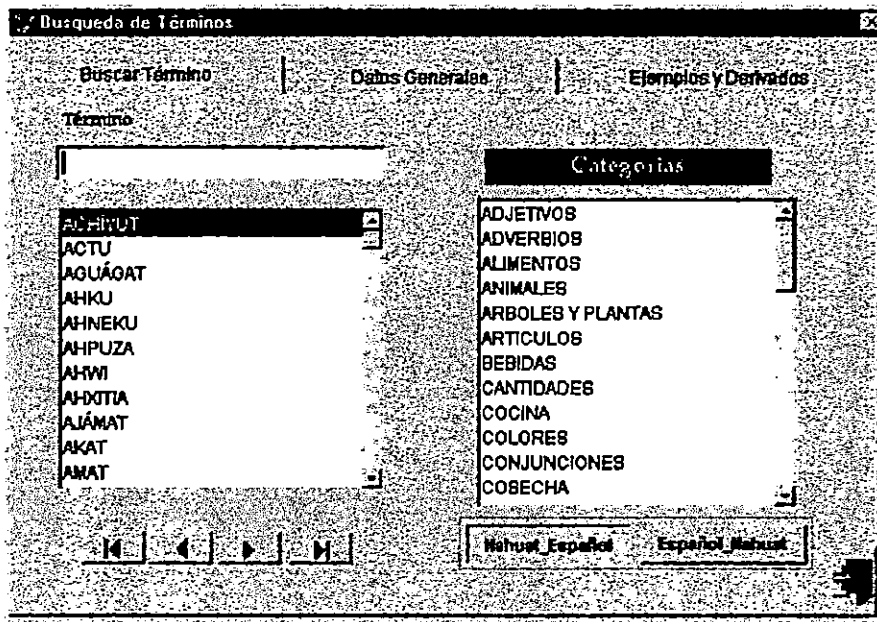 Busqueda de Términos
Buscar Término
Datos Generales
Ejemplos y Derivados
Término
ACHÍYUT
ACTU
AGUÁGAT
AHKU
AHNEKU
AHPUZA
AHWI
AHXITIA
AJÁMAT
AKAT
AMAT
Categorias
ADJETIVOS
ADVERBIOS
ALIMENTOS
ANIMALES
ARBOLES Y PLANTAS
ARTICULOS
BEBIDAS
CANTIDADES
COCINA
COLORES
CONJUNCIONES
COSECHA
Nahuat_Español
Español_Nahuat